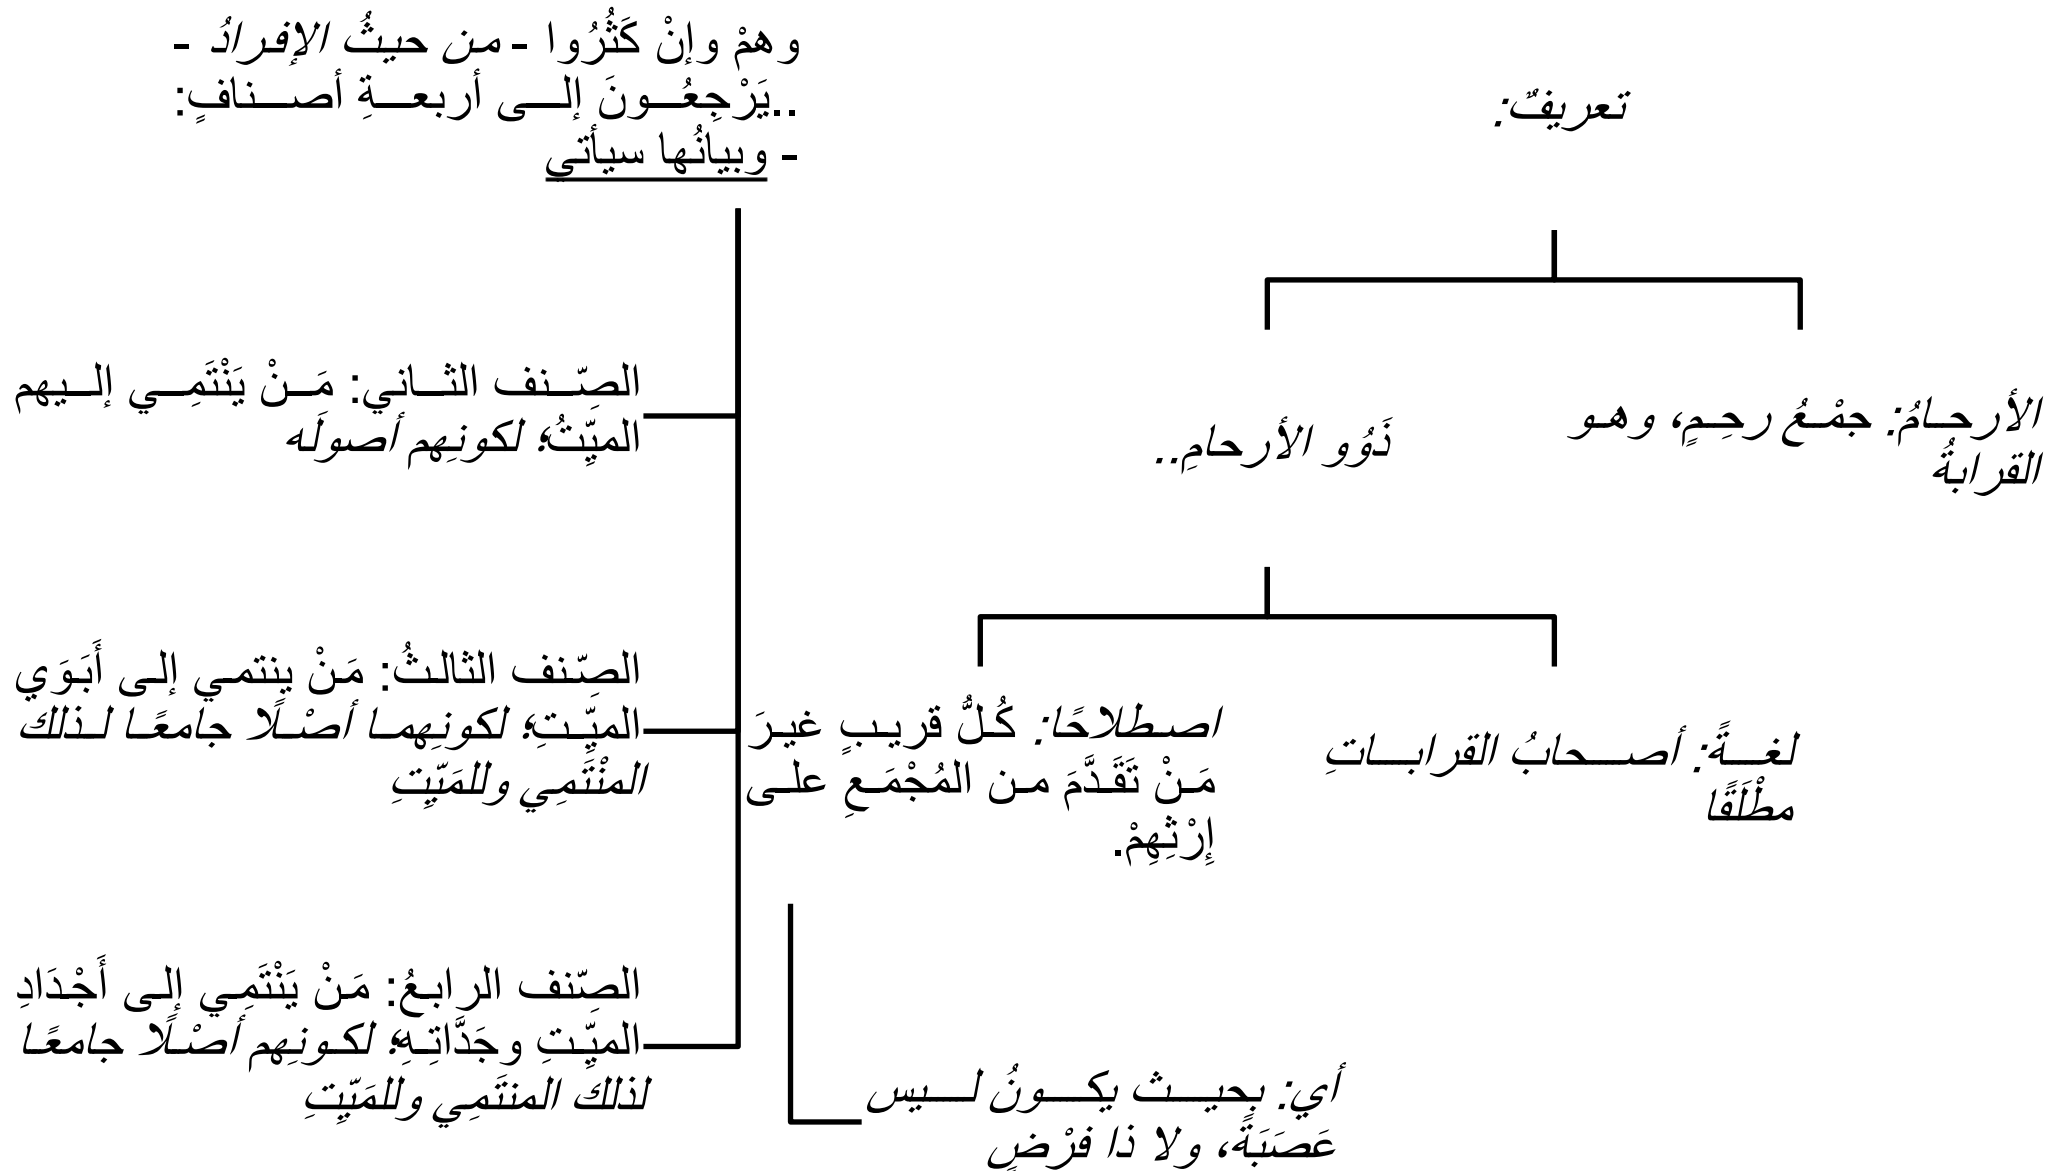 تعريفٌ:
الأرحامُ: جمْعُ رحِمٍ، وهو
القرابةُ
ذَوُو الأرحامِ..
لغةً: أصحابُ القراباتِ
مطْلَقًا
اصطلاحًا: كُلُّ قريبٍ غيرَ
مَنْ تَقَدَّمَ من المُجْمَعِ على
إِرْثِهِمْ.
أي: بحيث يكونُ ليس
عَصَبَةً، ولا ذا فرْضٍ
وهمْ وإنْ كَثُرُوا - من حيثُ الإفرادُ -
..يَرْجِعُونَ إلى أربعةِ أصنافٍ:
- وبيانُها سيأتي
الصِّنف الثاني: مَنْ يَنْتَمِي إليهم
الميِّتُ؛ لكونِهم أصولَه
الصِّنف الثالثُ: مَنْ ينتمي إلى أَبَوَي
الميِّتِ؛ لكونِهما أصْلًا جامعًا لذلك
المنْتَمِي وللمَيِّتِ
الصِّنف الرابعُ: مَنْ يَنْتَمِي إلى أَجْدَادِ
الميِّتِ وجَدَّاتِهِ؛ لكونِهم أصْلًا جامعًا
لذلك المنتَمِي وللمَيِّتِ